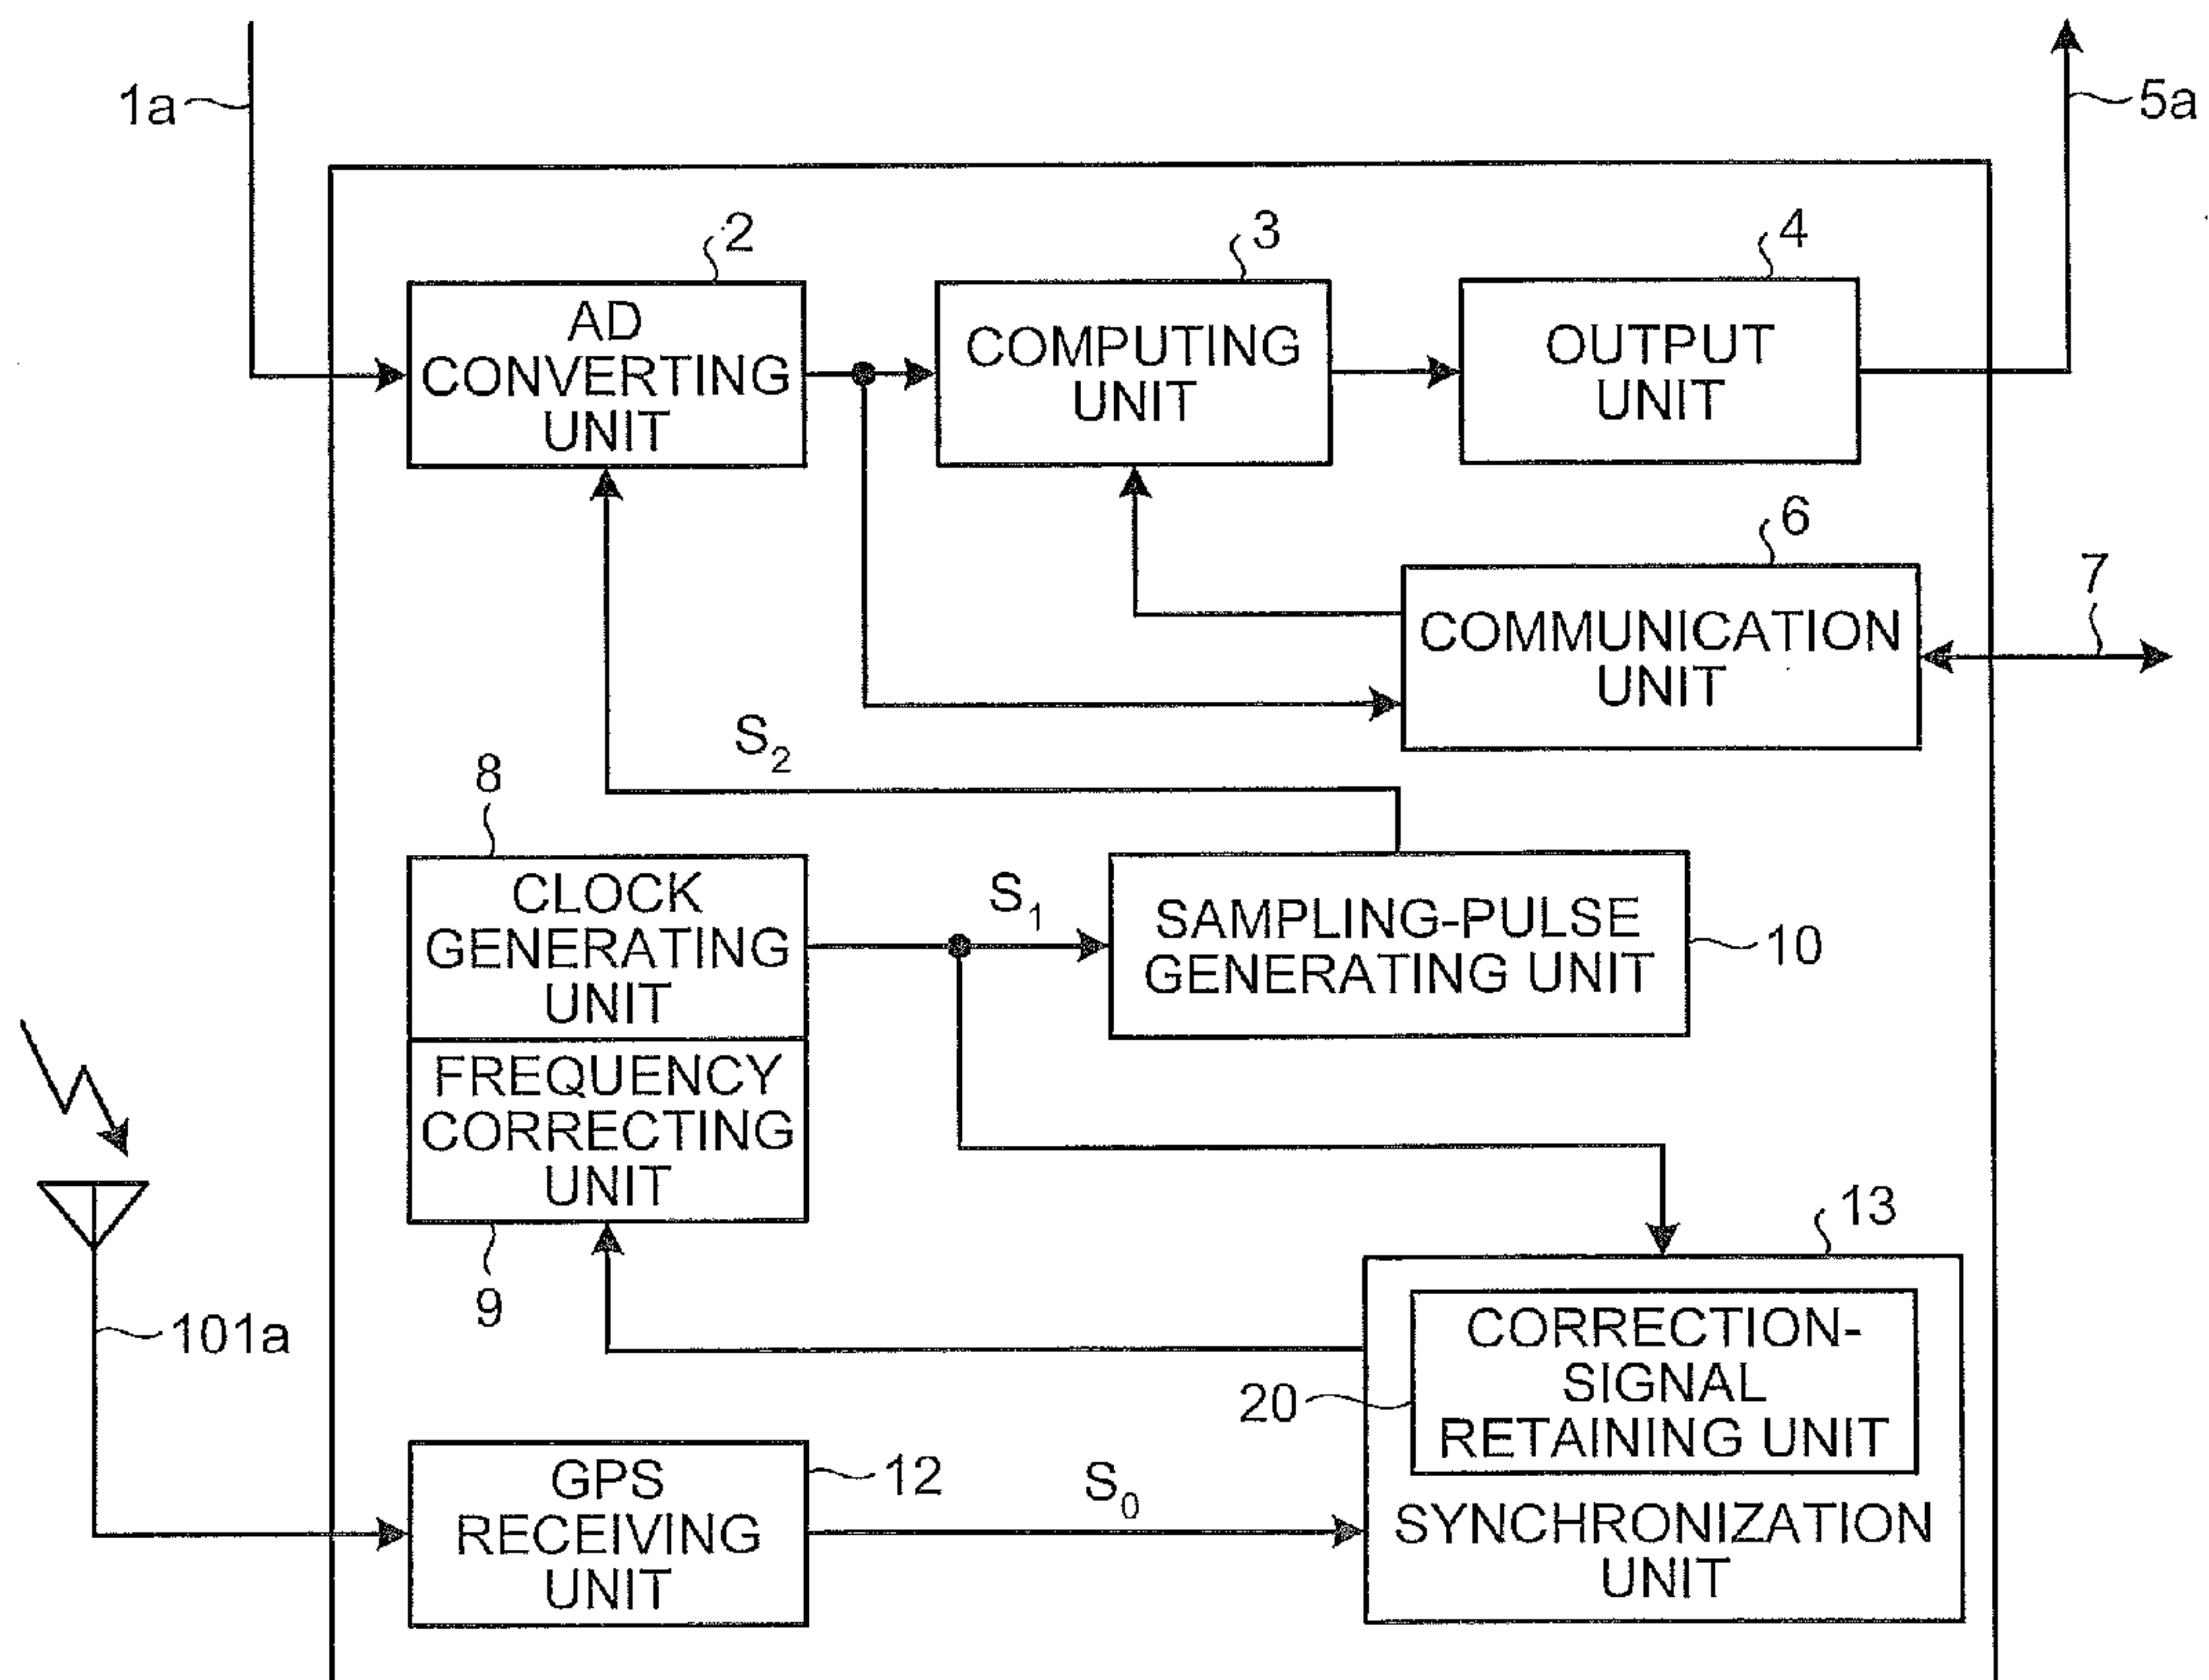 1a
5a
2
3
4
AD
CONVERTING
UNIT
COMPUTING
UNIT
OUTPUT
UNIT
6
7
COMMUNICATION
UNIT
S2
8
CLOCK
GENERATING
UNIT
S1
SAMPLING-PULSE
GENERATING UNIT
10
FREQUENCY
CORRECTING
UNIT
9
13
101a
CORRECTION-
SIGNAL
RETAINING UNIT
20
GPS
RECEIVING
UNIT
12
S0
SYNCHRONIZATION
UNIT